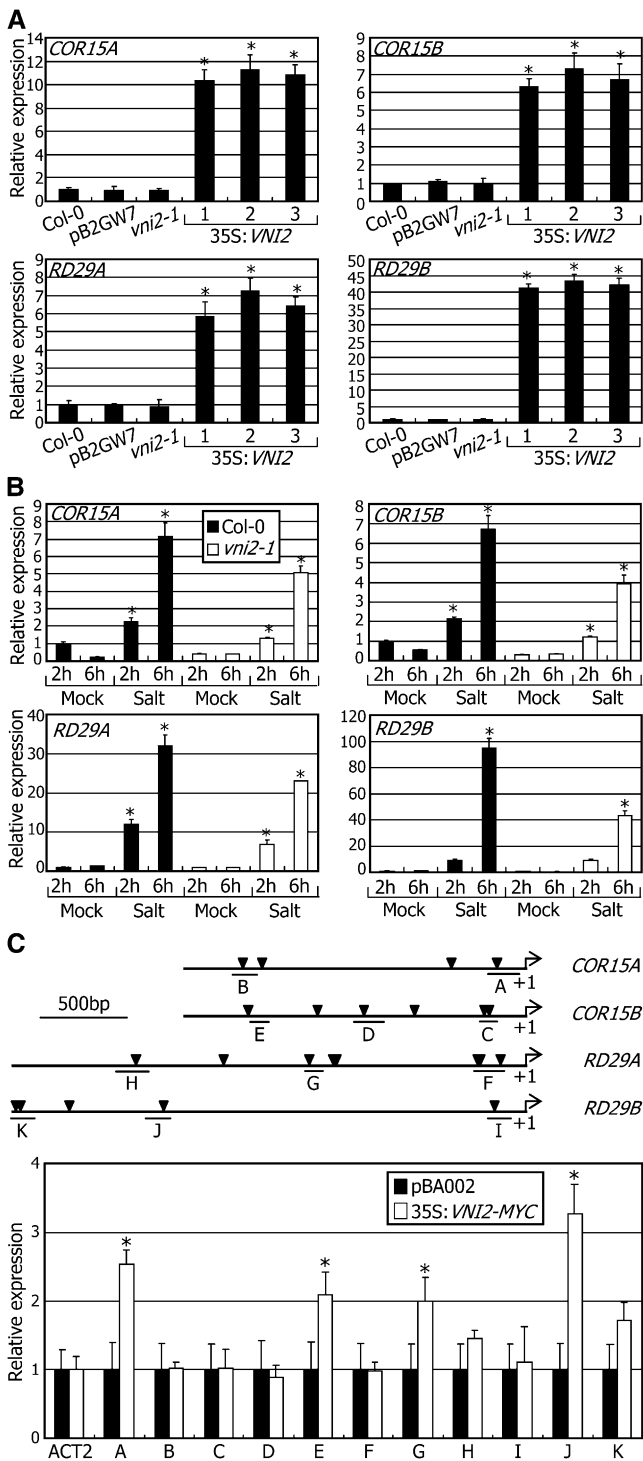 A
COR15A
Relative expression
14
12
10
8
6
4
2
0
* * *
Col-0 pB2GW7 vni2-1 1 2 3
35S:VNI2
COR15B
9
8
7
6
5
4
3
2
1
0
* * *
Col-0 pB2GW7 vni2-1 1 2 3
35S:VNI2
RD29A
Relative expression
9
8
7
6
5
4
3
2
1
0
* * *
Col-0 pB2GW7 vni2-1 1 2 3
35S:VNI2
RD29B
50
45
40
35
30
25
20
15
10
5
0
* * *
Col-0 pB2GW7 vni2-1 1 2 3
35S:VNI2
B
COR15A
Col-0
vni2-1
Relative expression
9
8
7
6
5
4
3
2
1
0
* * * *
2h 6h 2h 6h 2h 6h 2h 6h
Mock Salt Mock Salt
COR15B
8
7
6
5
4
3
2
1
0
* * * *
2h 6h 2h 6h 2h 6h 2h 6h
Mock Salt Mock Salt
RD29A
Relative expression
40
30
20
10
0
* * * *
2h 6h 2h 6h 2h 6h 2h 6h
Mock Salt Mock Salt
RD29B
120
100
80
60
40
20
0
* *
2h 6h 2h 6h 2h 6h 2h 6h
Mock Salt Mock Salt
C
B A +1 COR15A
500bp
E D C +1 COR15B
H G F +1 RD29A
K J I +1 RD29B
Relative expression
4
3
2
1
0
pBA002
35S:VNI2-MYC
* * * *
ACT2 A B C D E F G H I J K